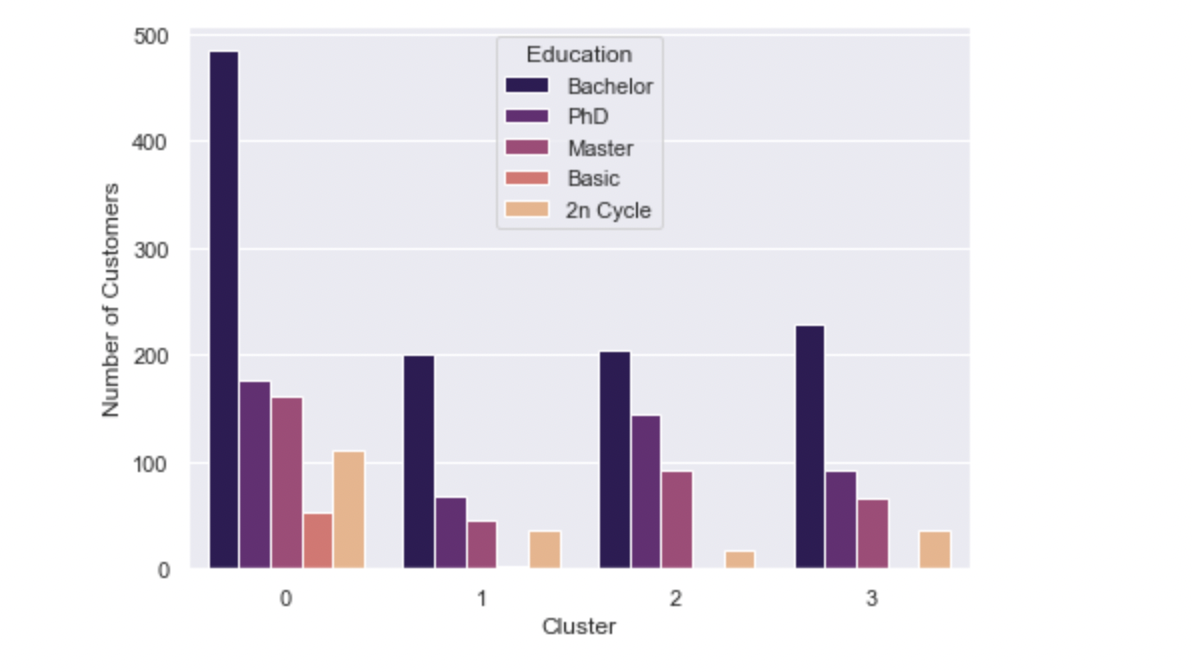 500
400
300
200
100
0
Number of Customers
Education
Bachelor
PhD
Master
Basic
2n Cycle
0 1 2 3
Cluster